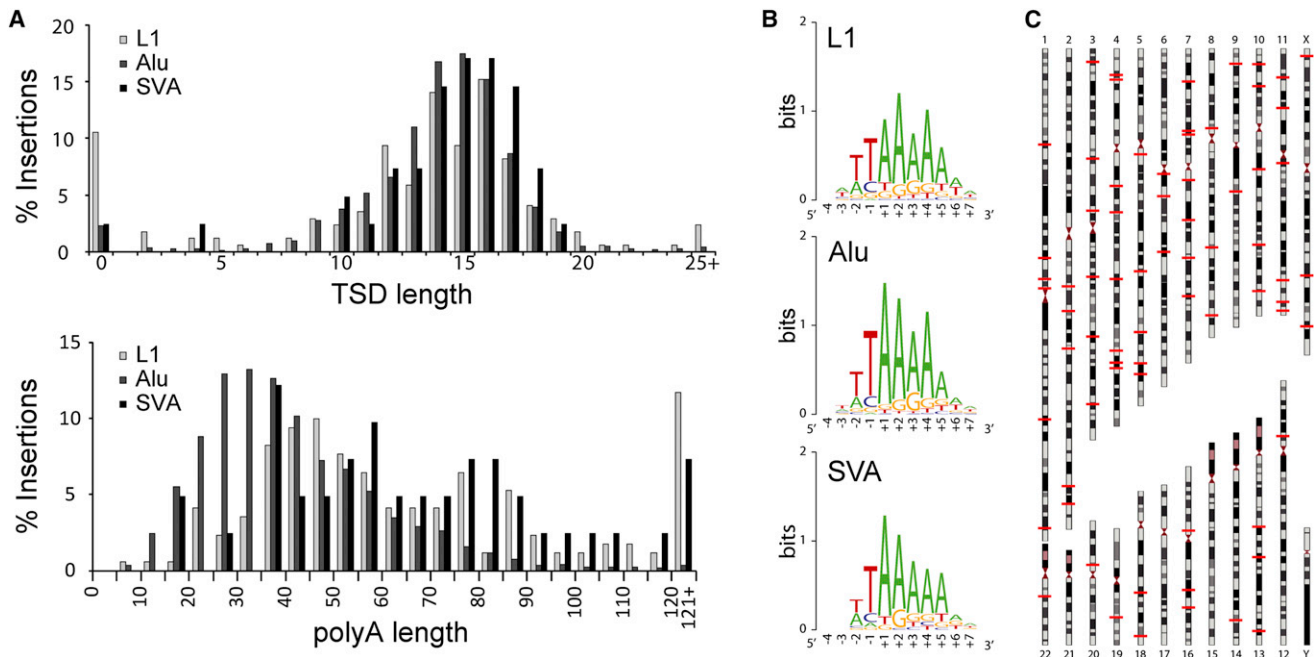 A
20
15
10
5
0
% Insertions
L1
Alu
SVA
0 5 10 15 20 25+
TSD length
15
10
5
0
% Insertions
L1
Alu
SVA
0 10 20 30 40 50 60 70 80 90 100 110 120 121+
polyA length
B
L1
2
1
0
bits
5′ -4 -3 -2 -1 +1 +2 +3 +4 +5 +6 +7 3′
Alu
2
1
0
bits
5′ -4 -3 -2 -1 +1 +2 +3 +4 +5 +6 +7 3′
SVA
2
1
0
bits
5′ -4 -3 -2 -1 +1 +2 +3 +4 +5 +6 +7 3′
C
1 2 3 4 5 6 7 8 9 10 11 X
22 21 20 19 18 17 16 15 14 13 12 Y